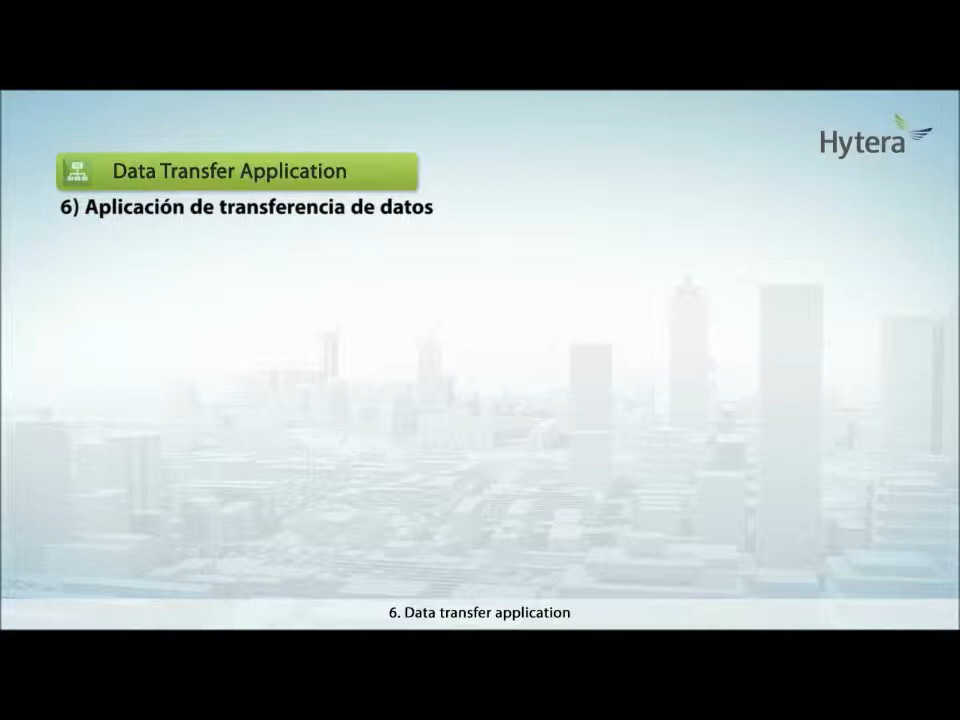 Hytera
Data Transfer Application
6) Aplicación de transferencia de datos
6. Data transfer application